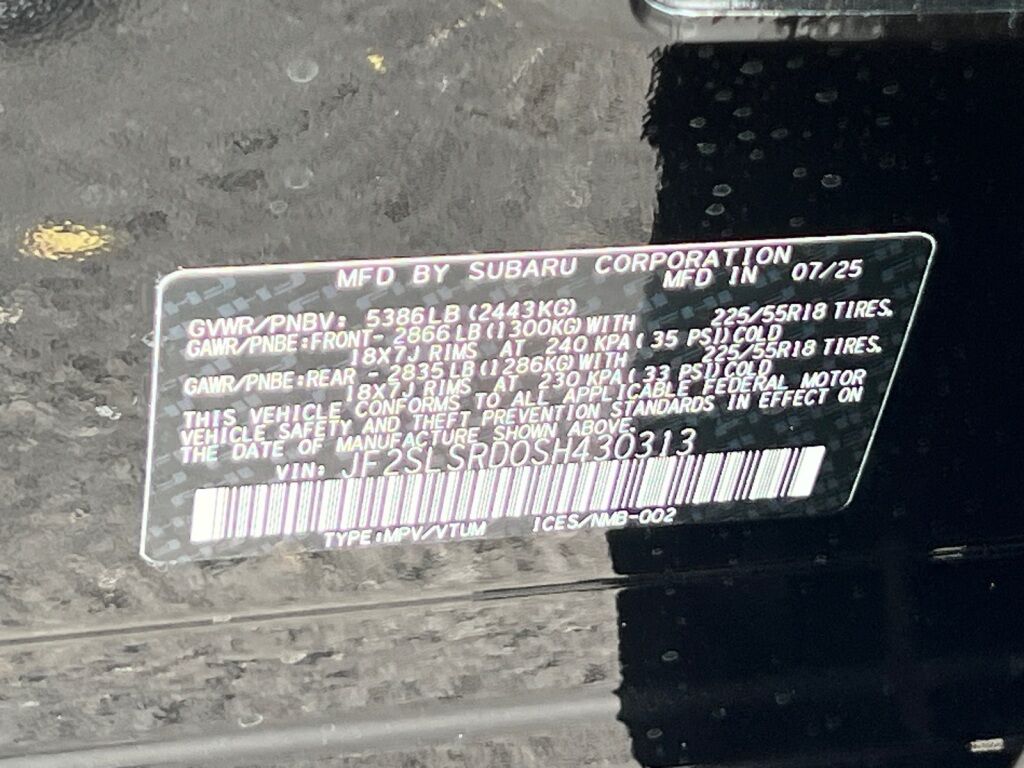 MFD BY SUBARU CORPORATION
MFD IN 07/25
GVWR/PNBV: 5386LB(2443KG)
GAWR/PNBE:FRONT- 2866LB(1300KG)WITH 225/55R18 TIRES.
18X7J RIMS AT 240 KPA( 35 PSI)COLD
GAWR/PNBE:REAR - 2835LB(1286KG)WITH 225/55R18 TIRES.
18X7J RIMS AT 230 KPA( 33 PSI)COLD
THIS VEHICLE CONFORMS TO ALL APPLICABLE FEDERAL MOTOR
VEHICLE SAFETY AND THEFT PREVENTION STANDARDS IN EFFECT ON
THE DATE OF MANUFACTURE SHOWN ABOVE.
VIN: JF2SLSRD0SH430313
TYPE:MPV/VTUM ICES/NMB-002